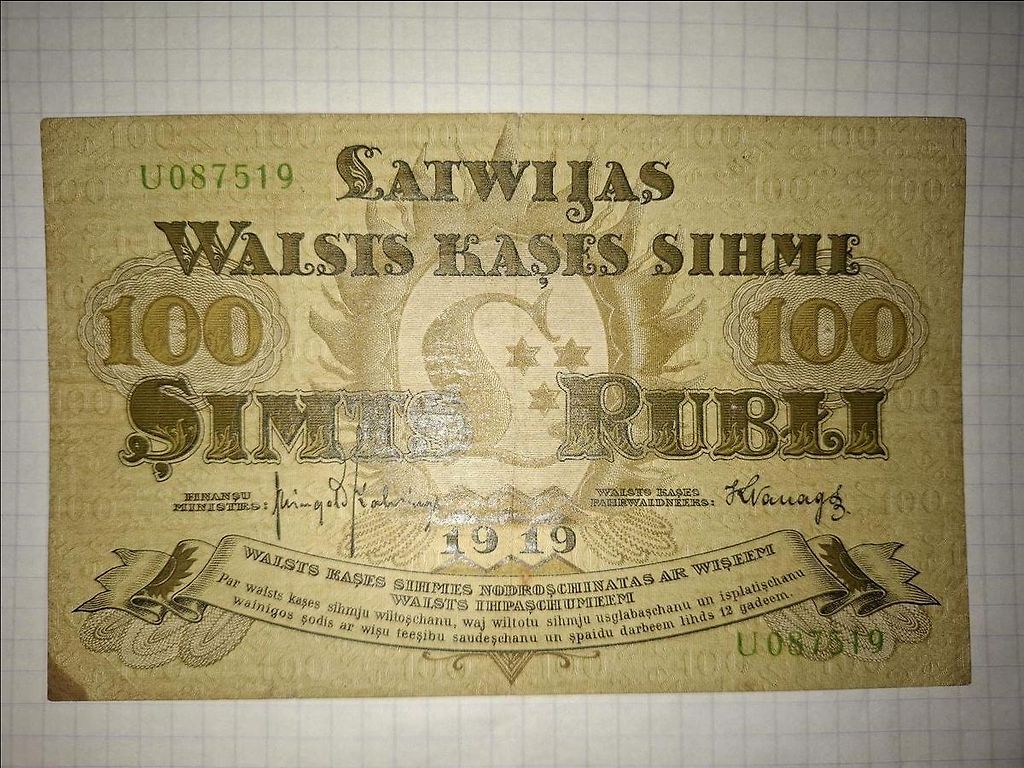 U087519
LATWIJAS
WALSTS KAŞES SIHME
100 100
ŞIMTS RUBŁI
FINANŞU
MINISTRS:
WALSTS KAŞES
PAHRWALDNEEKS:
1919
WALSTS KAŞES SIHMES NODROŞCHINATAS AR WIŞEEM
WALSTS IHPAŞCHUMEEM
Par walsts kaşes sihmju wiltoşchanu, waj wiltotu sihmju usglabaschanu un isplatişchanu
wainigos şodis ar wişu teeşibu saudeşchanu un şpaidu darbeem lihds 12 gadeem.
U087519